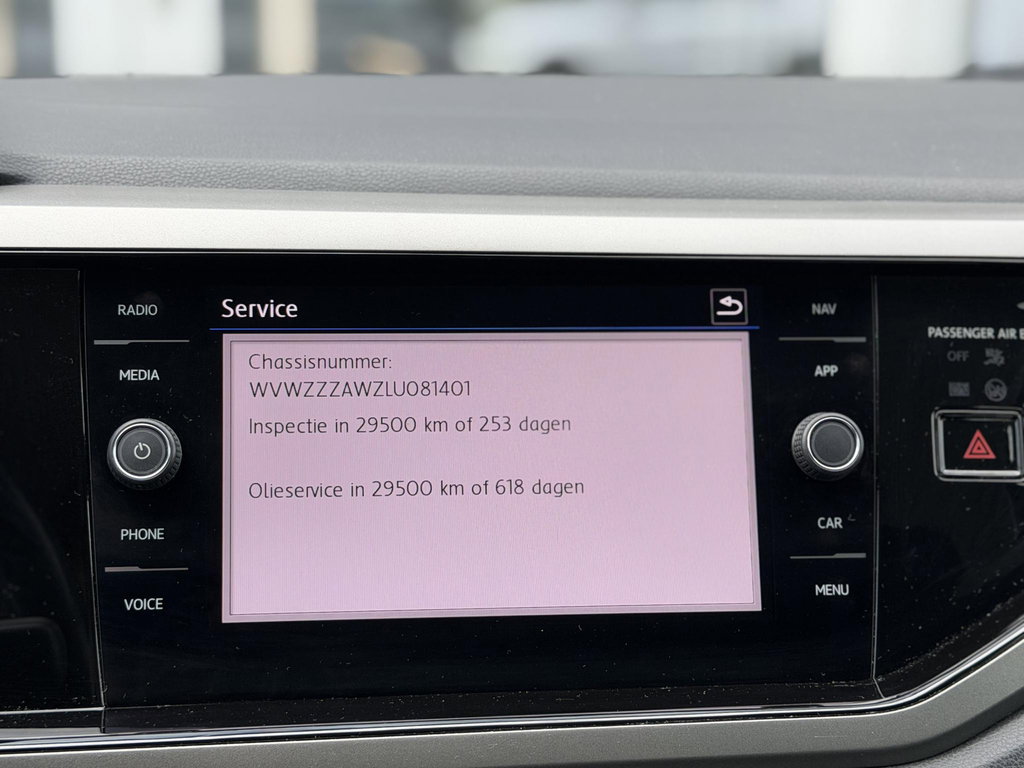 Service
Chassisnummer:
WVWZZZAWZLU081401
Inspectie in 29500 km of 253 dagen
Olieservice in 29500 km of 618 dagen
RADIO
MEDIA
PHONE
VOICE
NAV
APP
CAR
MENU
PASSENGER AIR
OFF